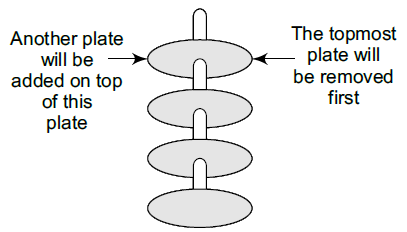 Another plate
will be
added on top
of this
plate
The topmost
plate will
be removed
first